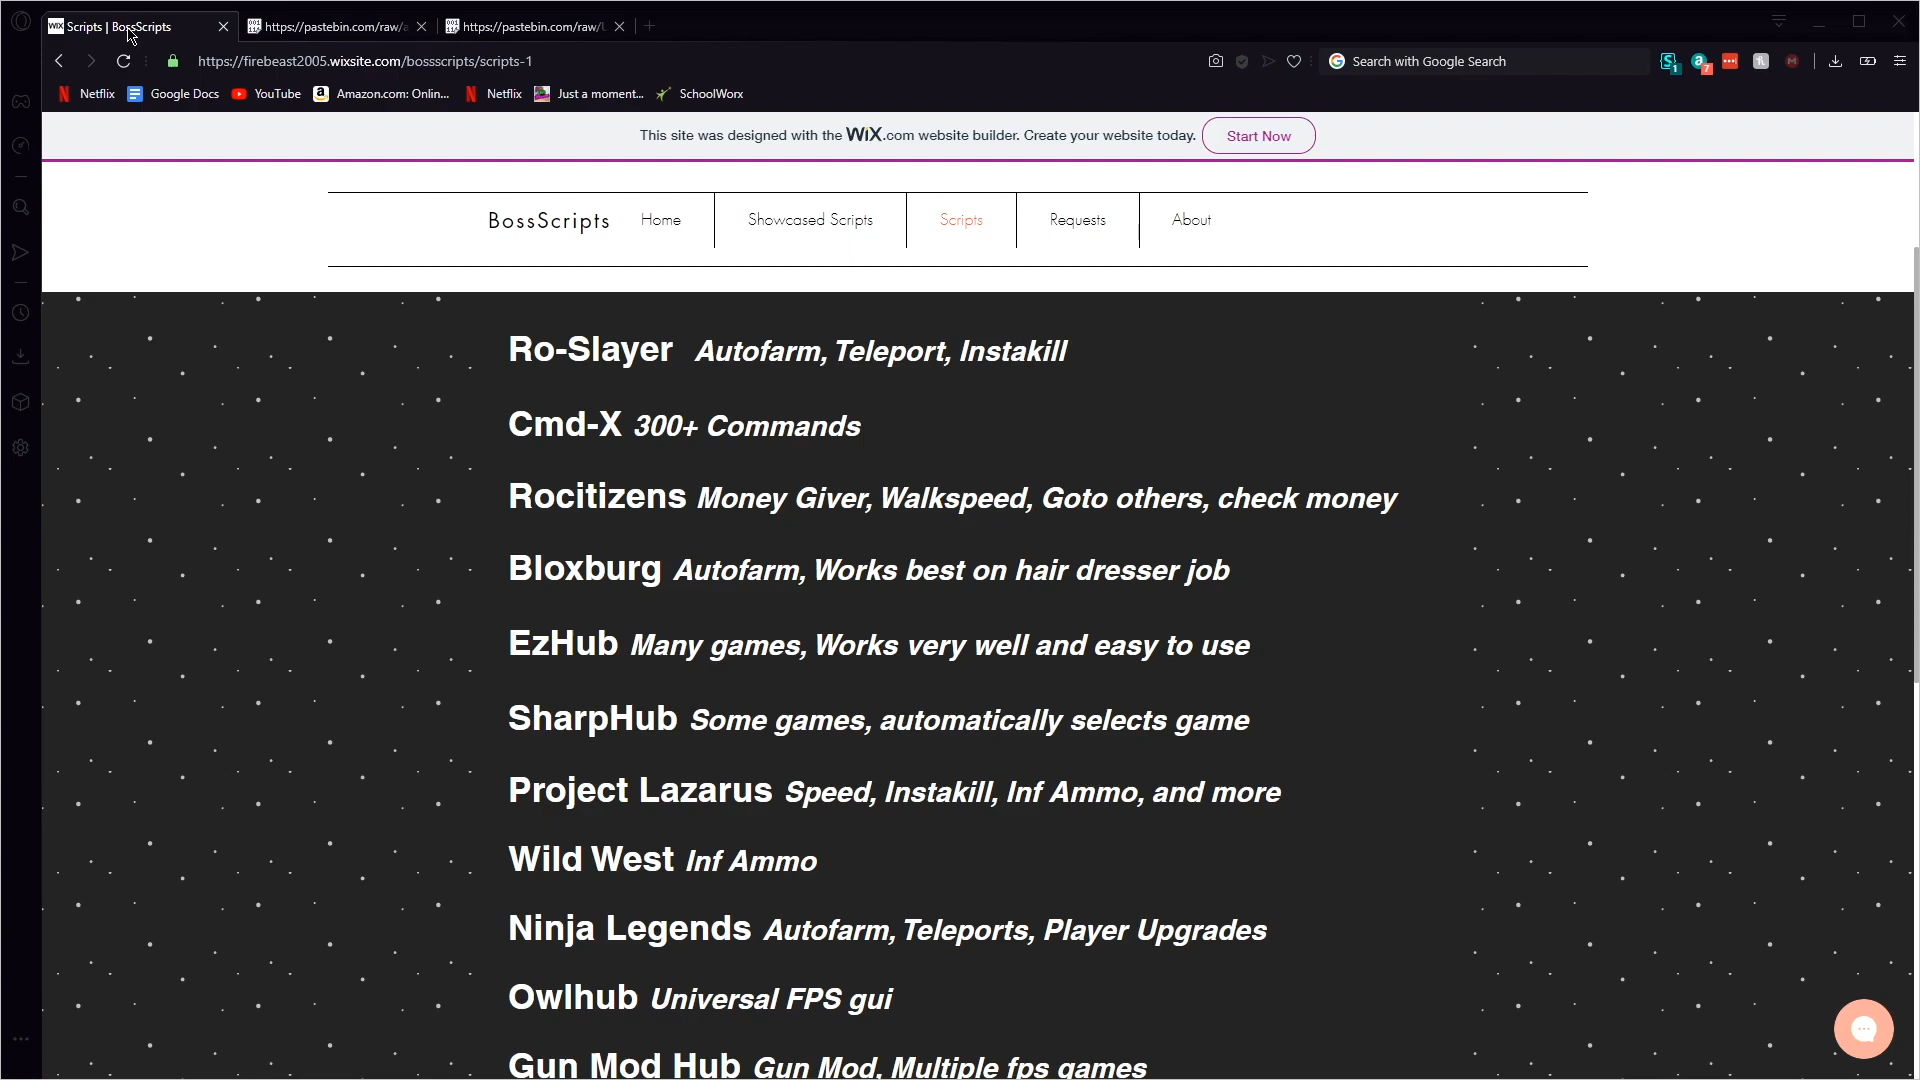 Scripts | BossScripts
https://pastebin.com/raw/
https://pastebin.com/raw/
https://firebeast2005.wixsite.com/bossscripts/scripts-1
Search with Google Search
Netflix Google Docs YouTube Amazon.com: Onlin... Netflix Just a moment... SchoolWorx
This site was designed with the WiX.com website builder. Create your website today. Start Now
BossScripts Home Showcased Scripts Scripts Requests About
Ro-Slayer Autofarm, Teleport, Instakill
Cmd-X 300+ Commands
Rocitizens Money Giver, Walkspeed, Goto others, check money
Bloxburg Autofarm, Works best on hair dresser job
EzHub Many games, Works very well and easy to use
SharpHub Some games, automatically selects game
Project Lazarus Speed, Instakill, Inf Ammo, and more
Wild West Inf Ammo
Ninja Legends Autofarm, Teleports, Player Upgrades
Owlhub Universal FPS gui
Gun Mod Hub Gun Mod, Multiple fps games